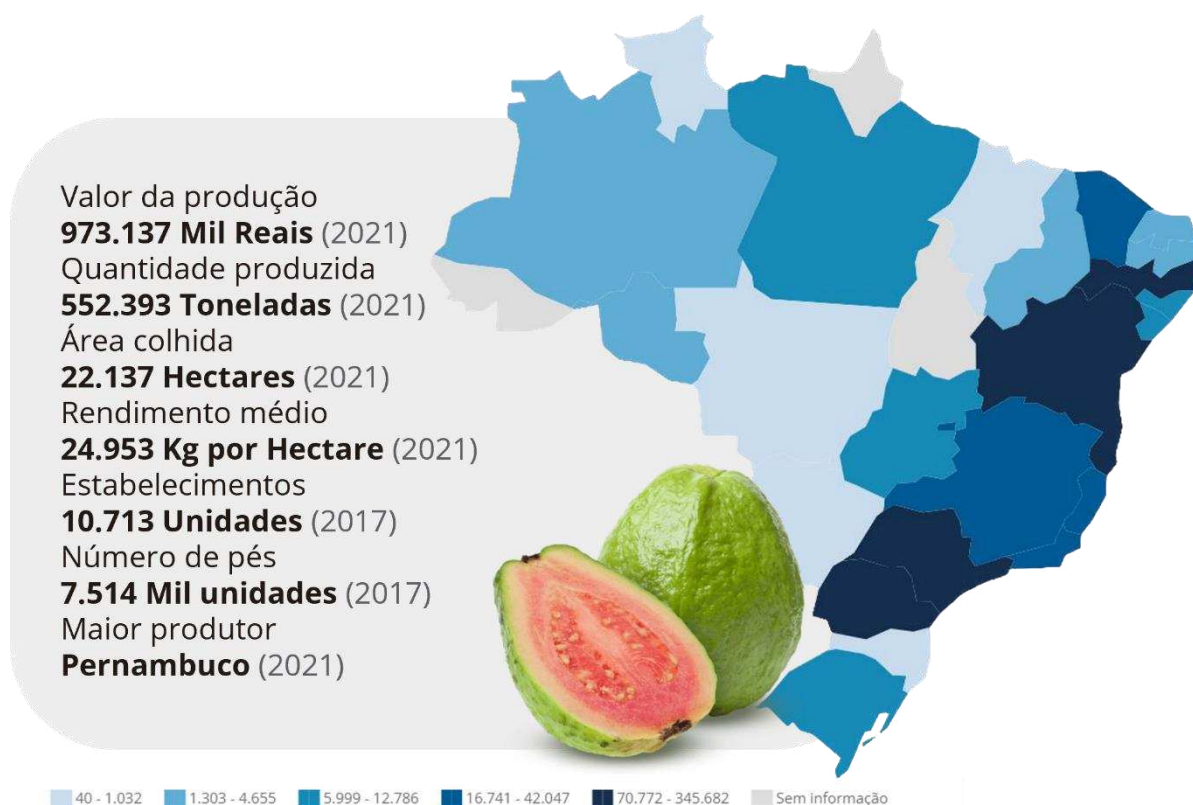 Valor da produção
973.137 Mil Reais (2021)
Quantidade produzida
552.393 Toneladas (2021)
Área colhida
22.137 Hectares (2021)
Rendimento médio
24.953 Kg por Hectare (2021)
Estabelecimentos
10.713 Unidades (2017)
Número de pés
7.514 Mil unidades (2017)
Maior produtor
Pernambuco (2021)
40 - 1.032 1.303 - 4.655 5.999 - 12.786 16.741 - 42.047 70.772 - 345.682 Sem informação